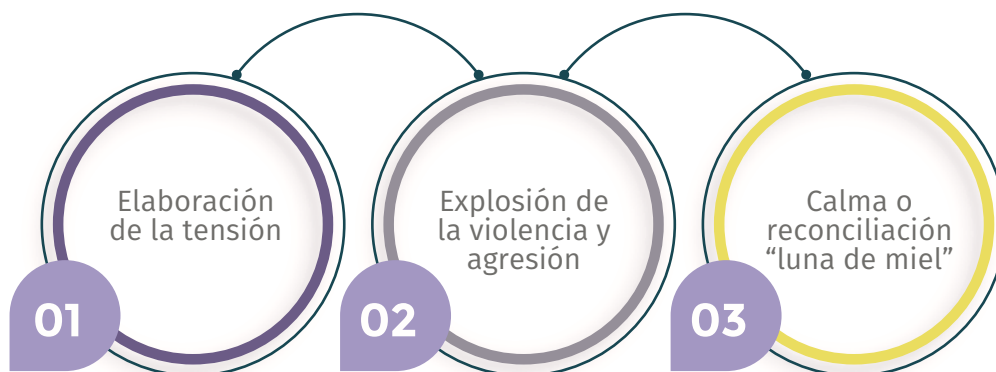 Elaboración
de la tensión
01
Explosión de
la violencia y
agresión
02
Calma o
reconciliación
“luna de miel”
03